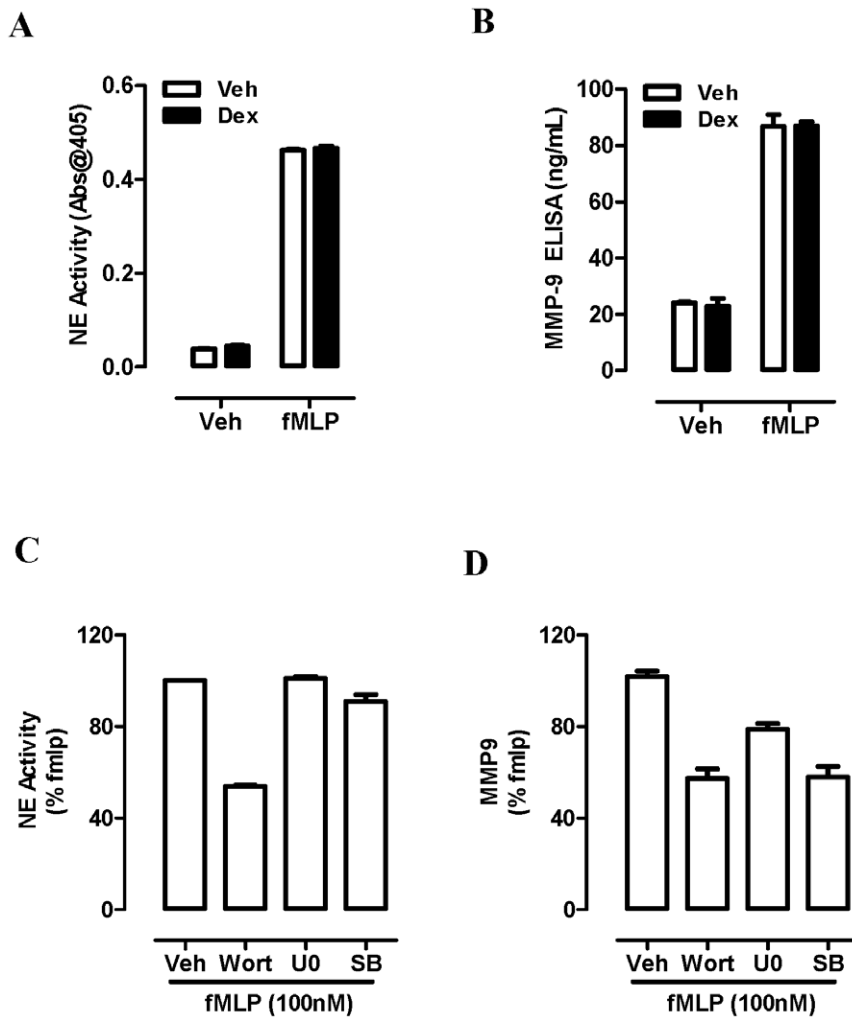 A
NE Activity (Abs@405)
0.6
0.4
0.2
0.0
Veh
Dex
Veh fMLP
B
MMP-9 ELISA (ng/mL)
100
80
60
40
20
0
Veh
Dex
Veh fMLP
C
NE Activity
(% fmlp)
120
80
40
0
Veh Wort U0 SB
fMLP (100nM)
D
MMP9
(% fmlp)
120
80
40
0
Veh Wort U0 SB
fMLP (100nM)